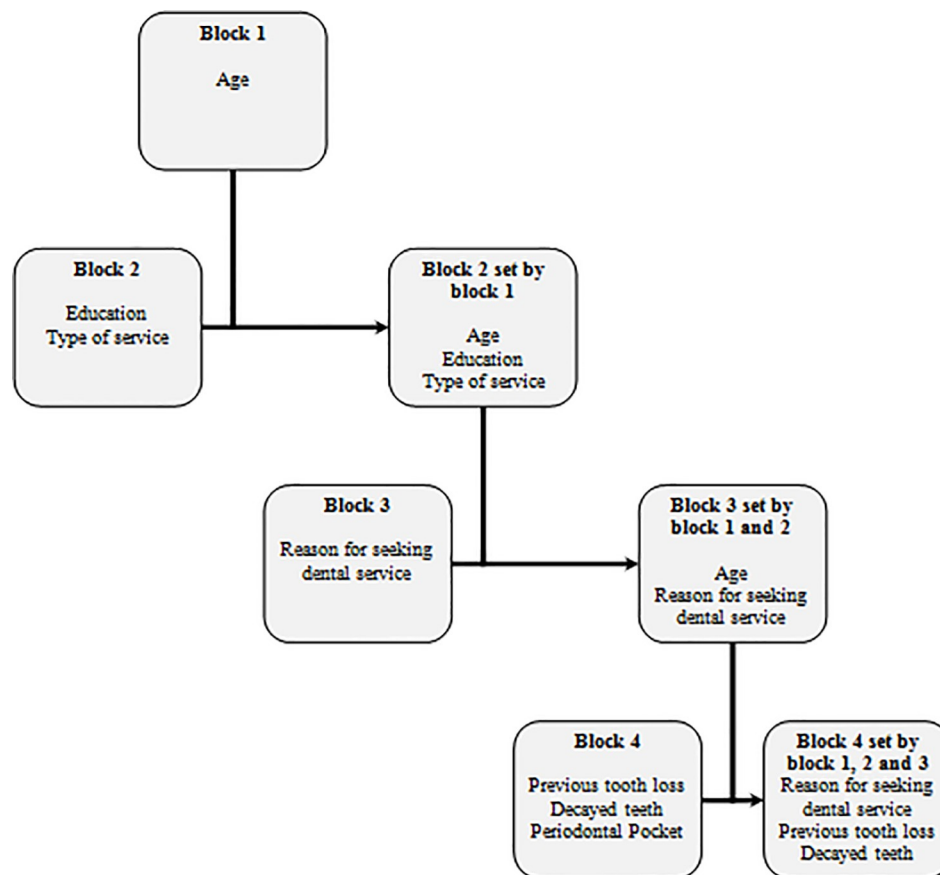 Block 1
Age
Block 2
Education
Type of service
Block 2 set by
block 1
Age
Education
Type of service
Block 3
Reason for seeking
dental service
Block 3 set by
block 1 and 2
Age
Reason for seeking
dental service
Block 4
Previous tooth loss
Decayed teeth
Periodontal Pocket
Block 4 set by
block 1, 2 and 3
Reason for seeking
dental service
Previous tooth loss
Decayed teeth